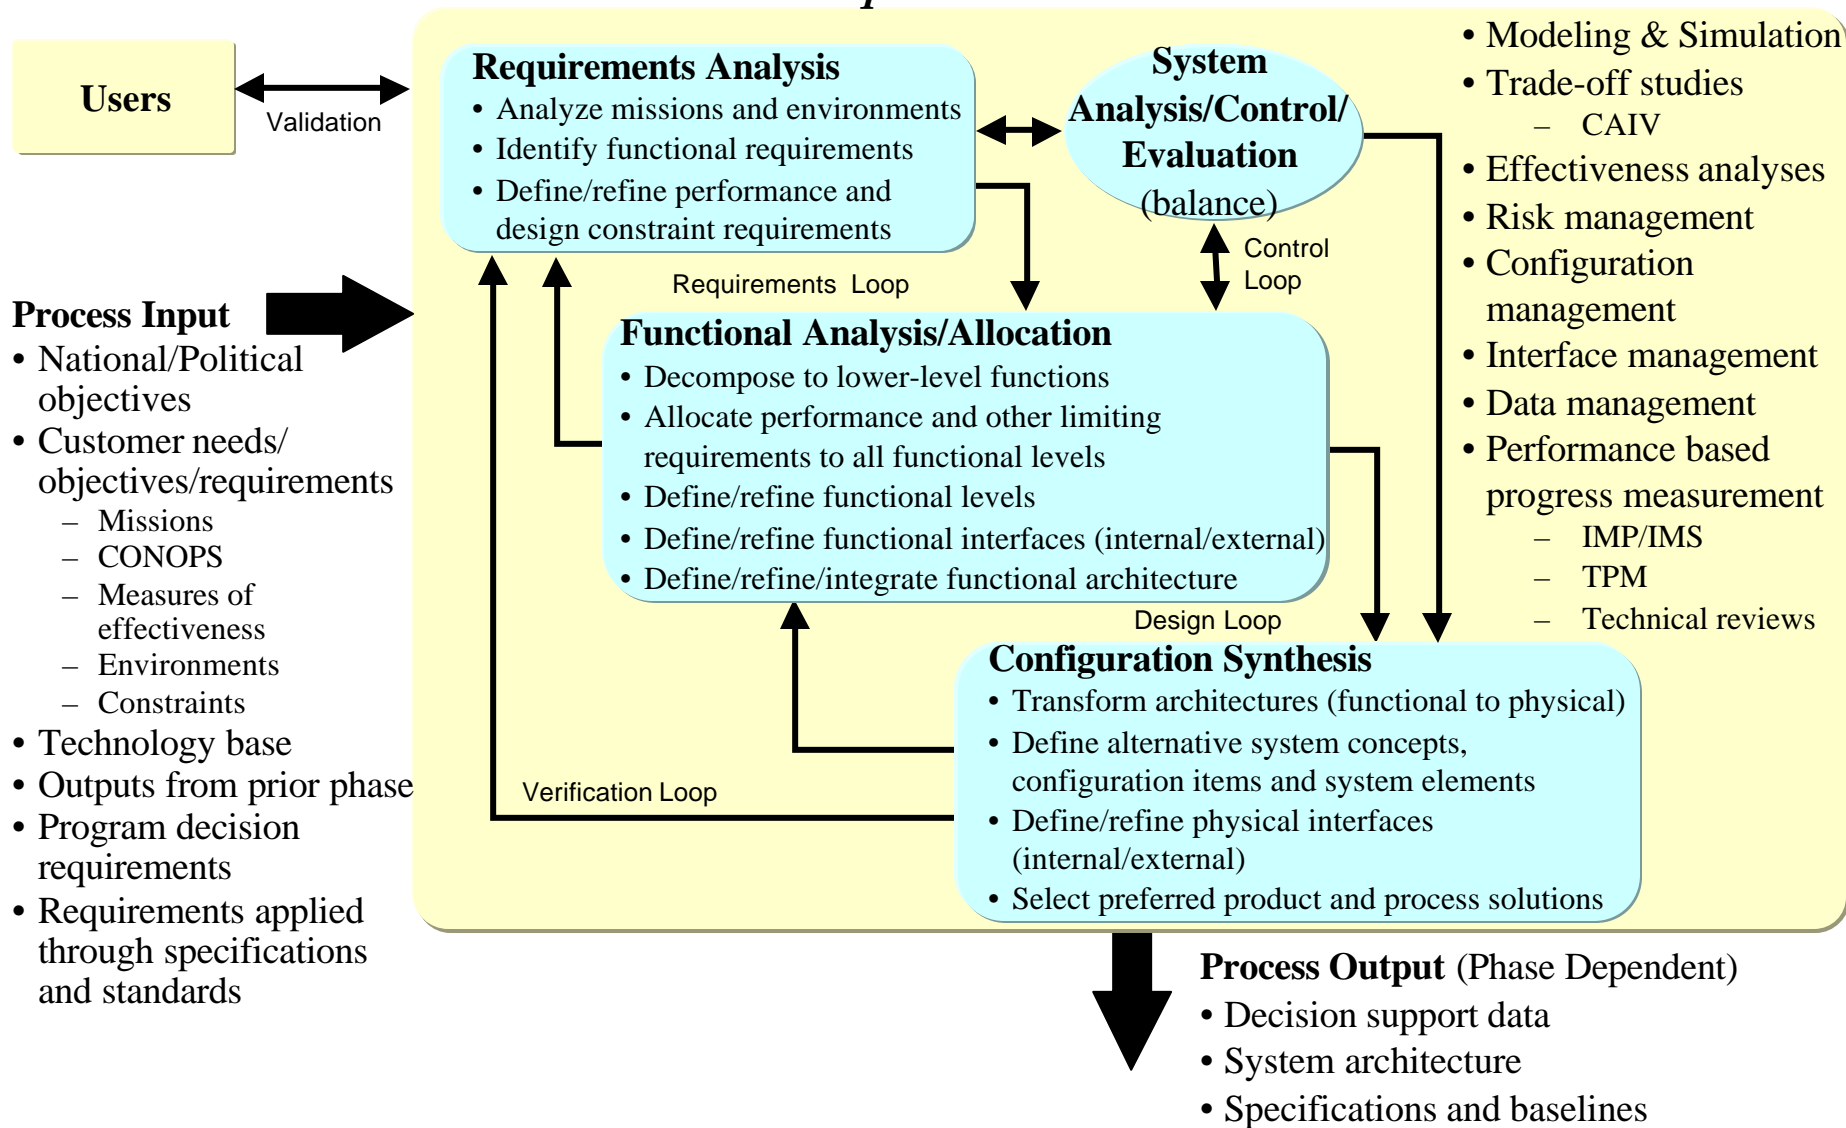 Users
Validation
Process Input
• National/Political
objectives
• Customer needs/
objectives/requirements
– Missions
– CONOPS
– Measures of
effectiveness
– Environments
– Constraints
• Technology base
• Outputs from prior phase
• Program decision
requirements
• Requirements applied
through specifications
and standards
Requirements Analysis
• Analyze missions and environments
• Identify functional requirements
• Define/refine performance and
design constraint requirements
System
Analysis/Control/
Evaluation
(balance)
Requirements Loop
Control
Loop
Functional Analysis/Allocation
• Decompose to lower-level functions
• Allocate performance and other limiting
requirements to all functional levels
• Define/refine functional levels
• Define/refine functional interfaces (internal/external)
• Define/refine/integrate functional architecture
Design Loop
Verification Loop
Configuration Synthesis
• Transform architectures (functional to physical)
• Define alternative system concepts,
configuration items and system elements
• Define/refine physical interfaces
(internal/external)
• Select preferred product and process solutions
• Modeling & Simulation
• Trade-off studies
– CAIV
• Effectiveness analyses
• Risk management
• Configuration
management
• Interface management
• Data management
• Performance based
progress measurement
– IMP/IMS
– TPM
– Technical reviews
Process Output (Phase Dependent)
• Decision support data
• System architecture
• Specifications and baselines